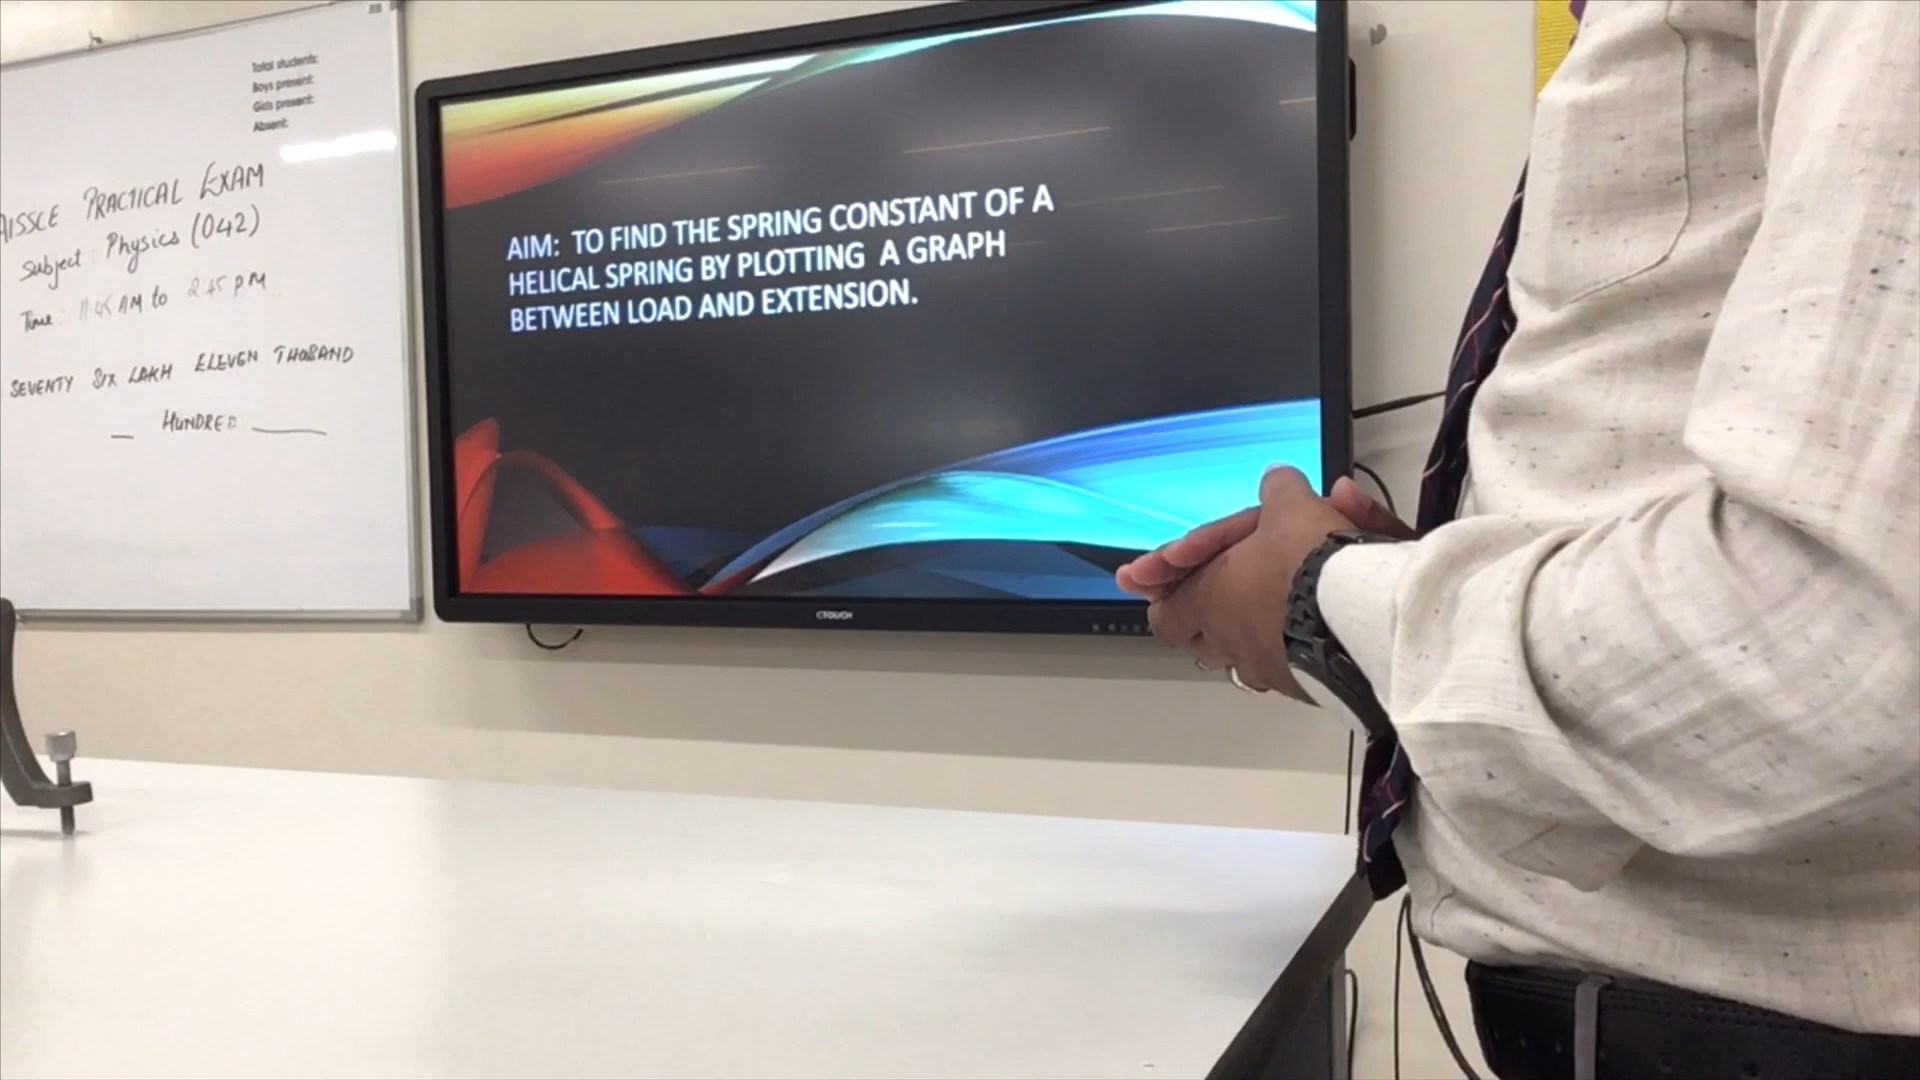 Total students:
Boys present:
Girls present:
Absent:
AISSCE PRACTICAL EXAM
Subject : Physics (042)
Time : 11:45 AM to 2:45 PM
SEVENTY SIX LAKH ELEVEN THOSAND
— HUNDRED ———
AIM: TO FIND THE SPRING CONSTANT OF A
HELICAL SPRING BY PLOTTING A GRAPH
BETWEEN LOAD AND EXTENSION.
CTOUCH